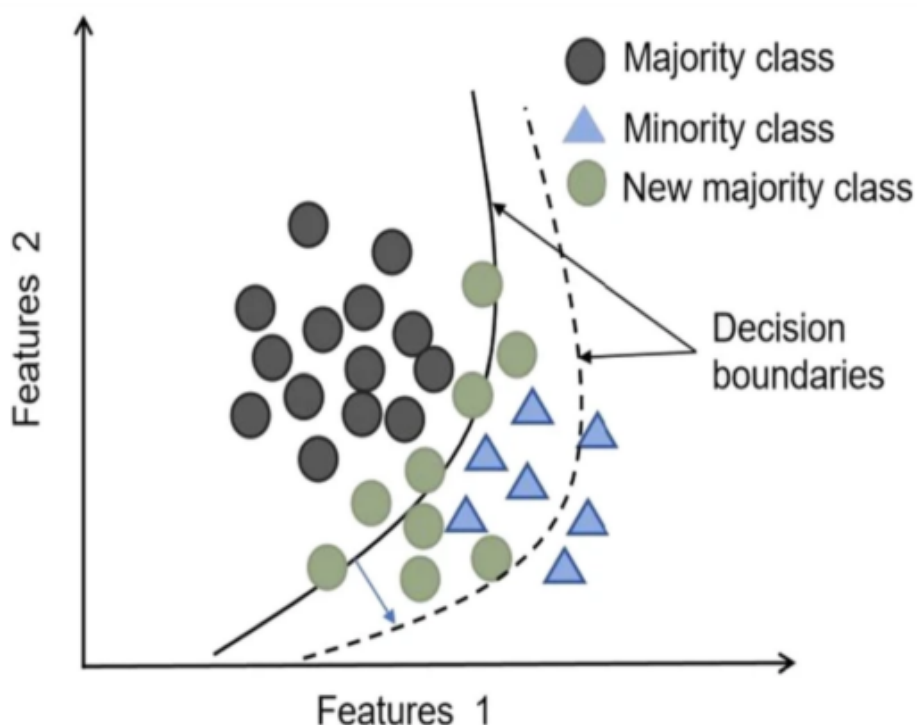 Majority class
Minority class
New majority class
Decision
boundaries
Features 2
Features 1